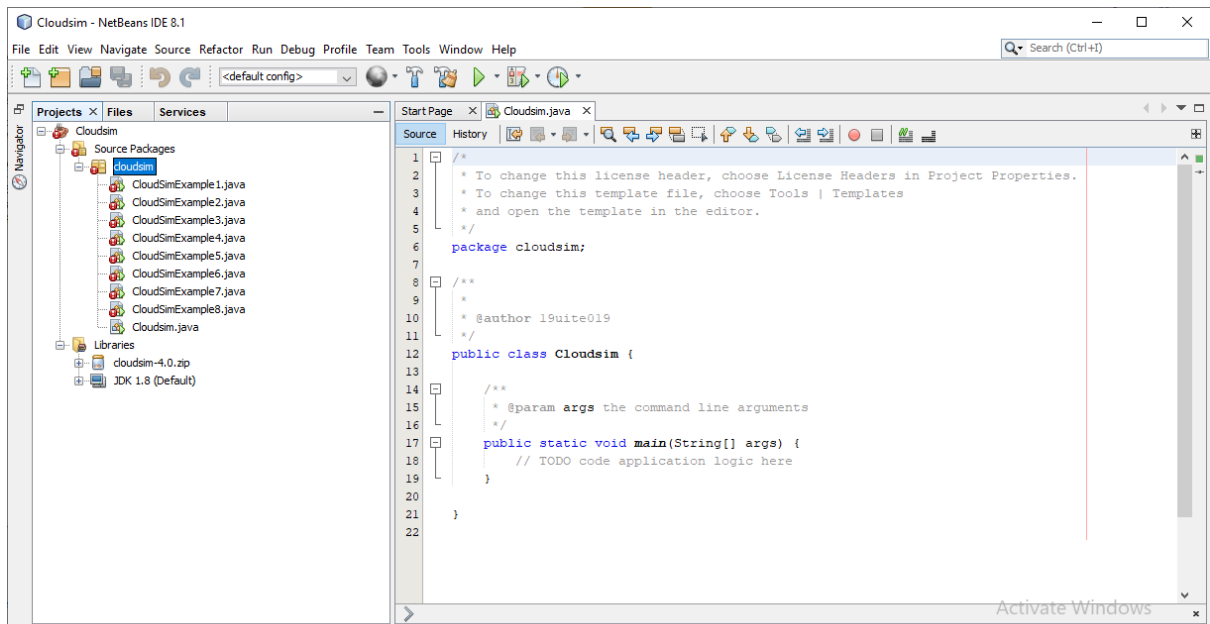 Cloudsim - NetBeans IDE 8.1
File Edit View Navigate Source Refactor Run Debug Profile Team Tools Window Help
Search (Ctrl+I)
<default config>
Projects Files Services
Navigator
Cloudsim
Source Packages
cloudsim
CloudSimExample1.java
CloudSimExample2.java
CloudSimExample3.java
CloudSimExample4.java
CloudSimExample5.java
CloudSimExample6.java
CloudSimExample7.java
CloudSimExample8.java
Cloudsim.java
Libraries
cloudsim-4.0.zip
JDK 1.8 (Default)
Start Page Cloudsim.java
Source History
1 /*
2 * To change this license header, choose License Headers in Project Properties.
3 * To change this template file, choose Tools | Templates
4 * and open the template in the editor.
5 */
6 package cloudsim;
7
8 /**
9 *
10 * @author 19uite019
11 */
12 public class Cloudsim {
13
14 /**
15 * @param args the command line arguments
16 */
17 public static void main(String[] args) {
18 // TODO code application logic here
19 }
20
21 }
22
Activate Windows